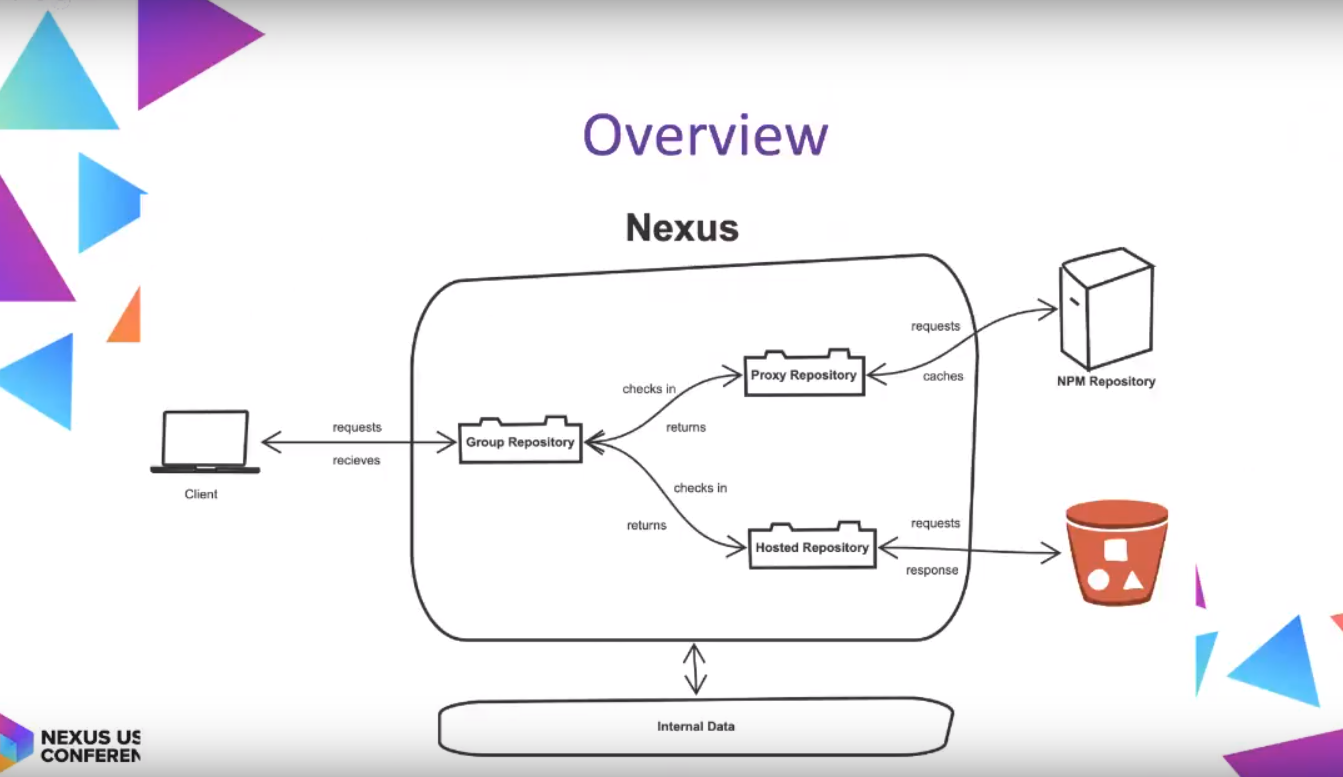 Overview
Nexus
requests
caches
NPM Repository
Proxy Repository
checks in
returns
requests
recieves
Client
Group Repository
checks in
returns
Hosted Repository
requests
response
Internal Data
NEXUS US
CONFEREN